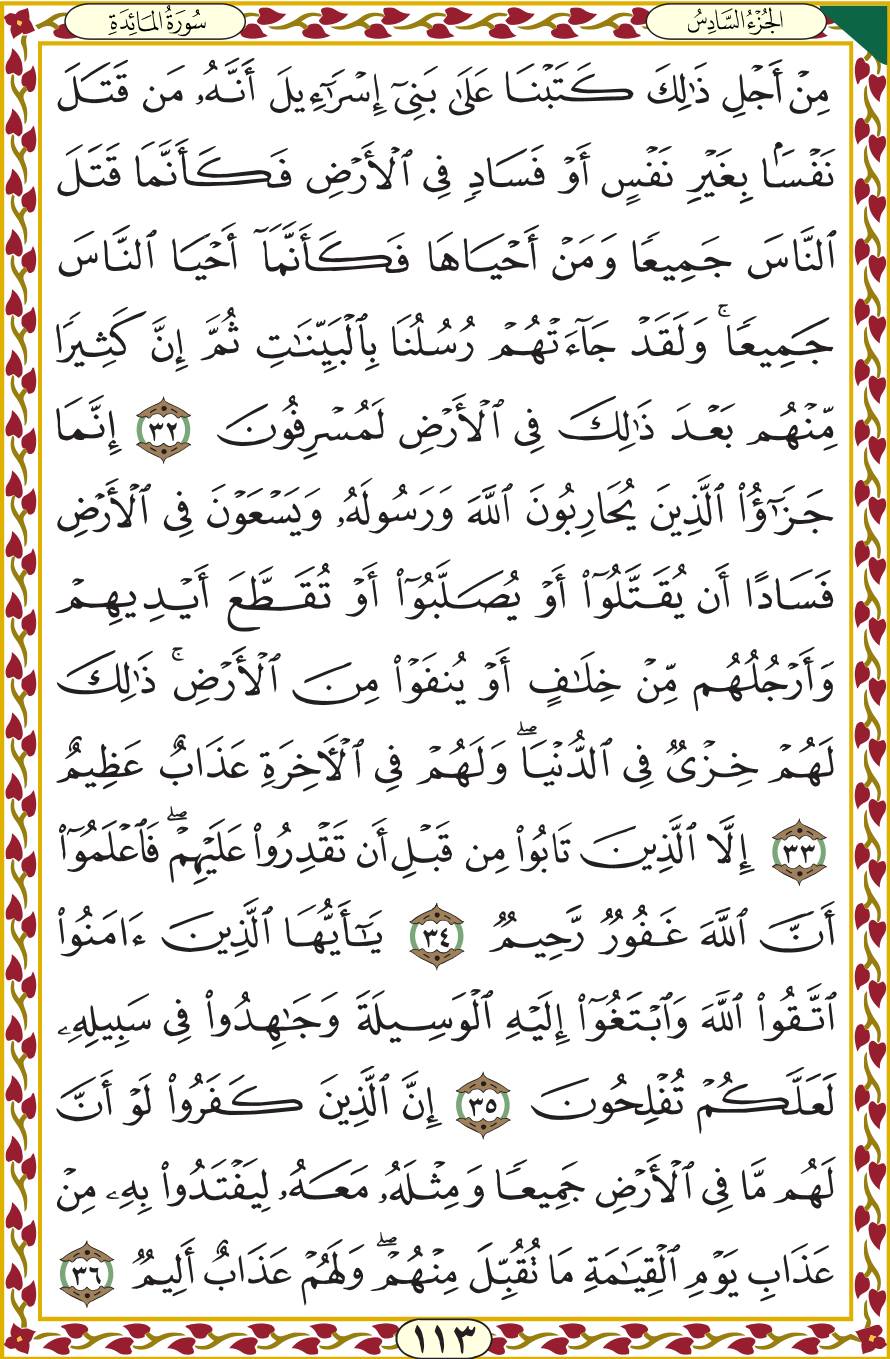 سُورَةُ المَائِدَةِ
الجُزْءُ السَّادِسُ
مِنۡ أَجۡلِ ذَٰلِكَ كَتَبۡنَا عَلَىٰ بَنِيٓ إِسۡرَٰٓءِيلَ أَنَّهُۥ مَن قَتَلَ
نَفۡسَۢا بِغَيۡرِ نَفۡسٍ أَوۡ فَسَادٖ فِي ٱلۡأَرۡضِ فَكَأَنَّمَا قَتَلَ
ٱلنَّاسَ جَمِيعٗا وَمَنۡ أَحۡيَاهَا فَكَأَنَّمَآ أَحۡيَا ٱلنَّاسَ
جَمِيعٗاۚ وَلَقَدۡ جَآءَتۡهُمۡ رُسُلُنَا بِٱلۡبَيِّنَٰتِ ثُمَّ إِنَّ كَثِيرٗا
مِّنۡهُم بَعۡدَ ذَٰلِكَ فِي ٱلۡأَرۡضِ لَمُسۡرِفُونَ ٣٢ إِنَّمَا
جَزَٰٓؤُاْ ٱلَّذِينَ يُحَارِبُونَ ٱللَّهَ وَرَسُولَهُۥ وَيَسۡعَوۡنَ فِي ٱلۡأَرۡضِ
فَسَادًا أَن يُقَتَّلُوٓاْ أَوۡ يُصَلَّبُوٓاْ أَوۡ تُقَطَّعَ أَيۡدِيهِمۡ
وَأَرۡجُلُهُم مِّنۡ خِلَٰفٍ أَوۡ يُنفَوۡاْ مِنَ ٱلۡأَرۡضِۚ ذَٰلِكَ
لَهُمۡ خِزۡيٞ فِي ٱلدُّنۡيَاۖ وَلَهُمۡ فِي ٱلۡأٓخِرَةِ عَذَابٌ عَظِيمٌ
٣٣ إِلَّا ٱلَّذِينَ تَابُواْ مِن قَبۡلِ أَن تَقۡدِرُواْ عَلَيۡهِمۡۖ فَٱعۡلَمُوٓاْ
أَنَّ ٱللَّهَ غَفُورٞ رَّحِيمٞ ٣٤ يَٰٓأَيُّهَا ٱلَّذِينَ ءَامَنُواْ
ٱتَّقُواْ ٱللَّهَ وَٱبۡتَغُوٓاْ إِلَيۡهِ ٱلۡوَسِيلَةَ وَجَٰهِدُواْ فِي سَبِيلِهِۦ
لَعَلَّكُمۡ تُفۡلِحُونَ ٣٥ إِنَّ ٱلَّذِينَ كَفَرُواْ لَوۡ أَنَّ
لَهُم مَّا فِي ٱلۡأَرۡضِ جَمِيعٗا وَمِثۡلَهُۥ مَعَهُۥ لِيَفۡتَدُواْ بِهِۦ مِنۡ
عَذَابِ يَوۡمِ ٱلۡقِيَٰمَةِ مَا تُقُبِّلَ مِنۡهُمۡۖ وَلَهُمۡ عَذَابٌ أَلِيمٞ ٣٦
١١٣